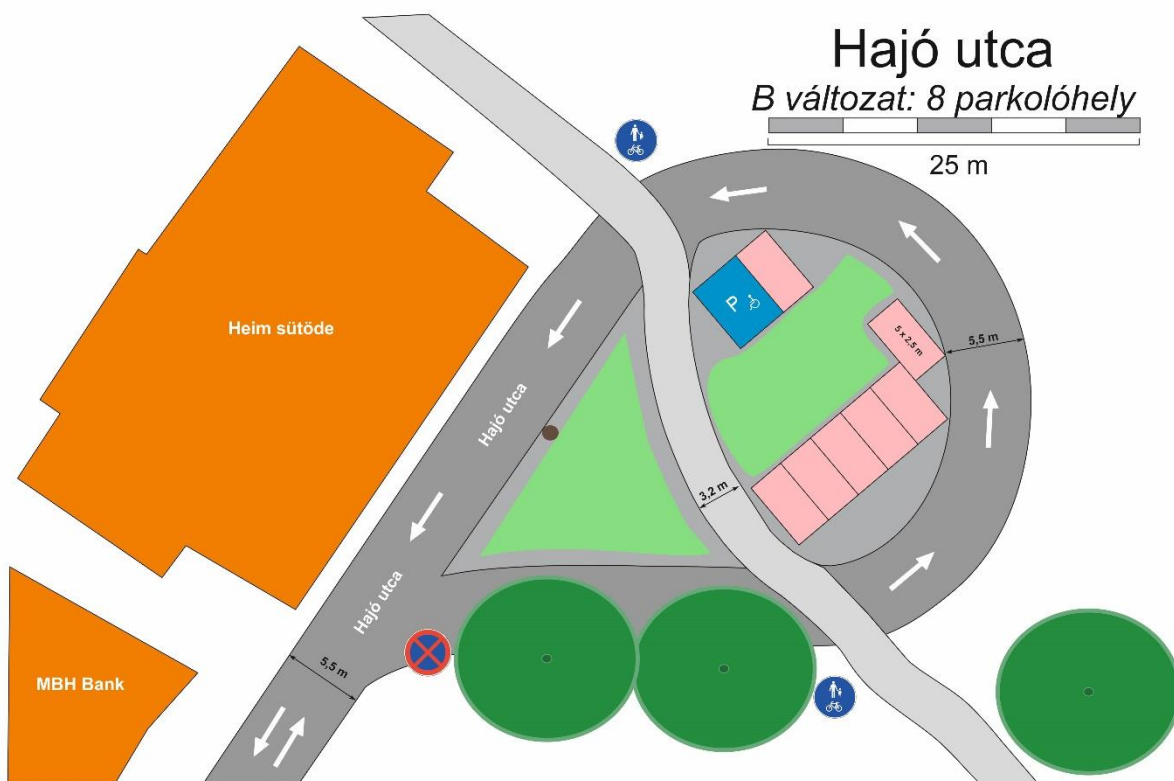 Hajó utca
B változat: 8 parkolóhely
25 m
Heim sütöde
P
5 x 2,5 m
5,5 m
Hajó utca
3,2 m
Hajó utca
5,5 m
MBH Bank